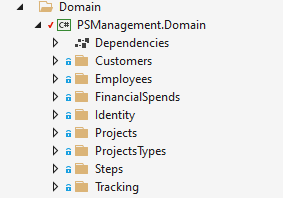 Domain
C# PSManagement.Domain
Dependencies
Customers
Employees
FinancialSpends
Identity
Projects
ProjectsTypes
Steps
Tracking